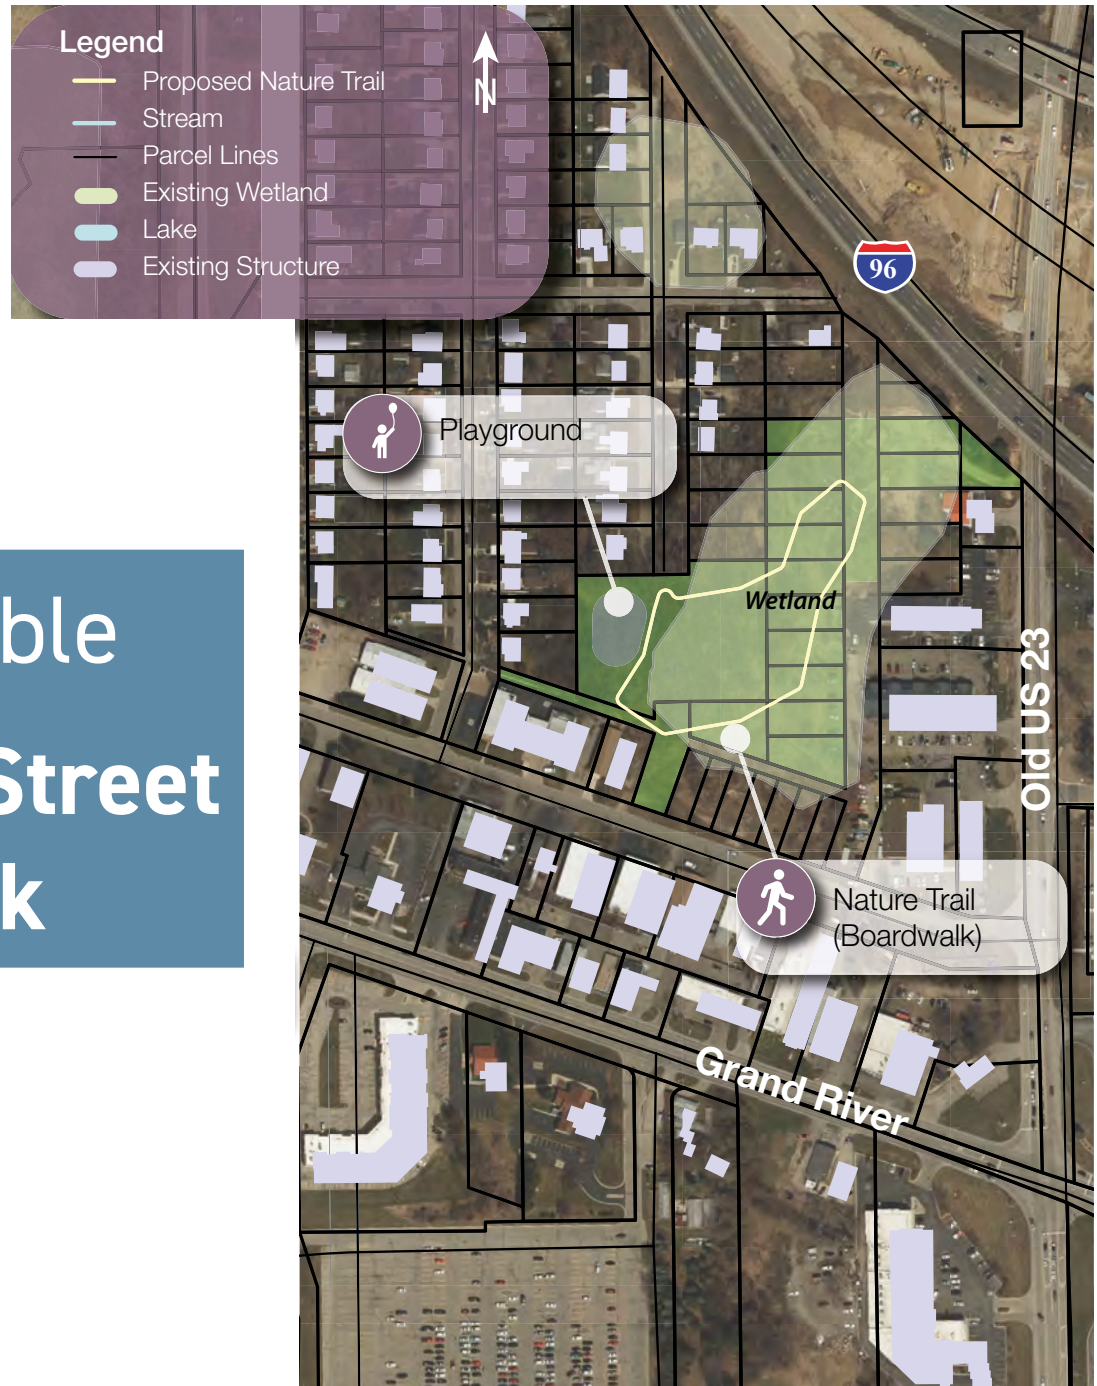 Legend
Proposed Nature Trail
Stream
Parcel Lines
Existing Wetland
Lake
Existing Structure
N
96
Playground
Wetland
ble
Street
k
Old US 23
Nature Trail
(Boardwalk)
Grand River